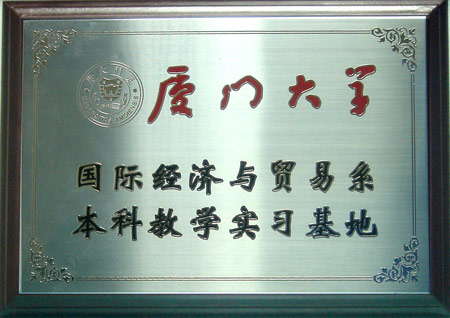 厦门大学
国际经济与贸易系
本科教学实习基地